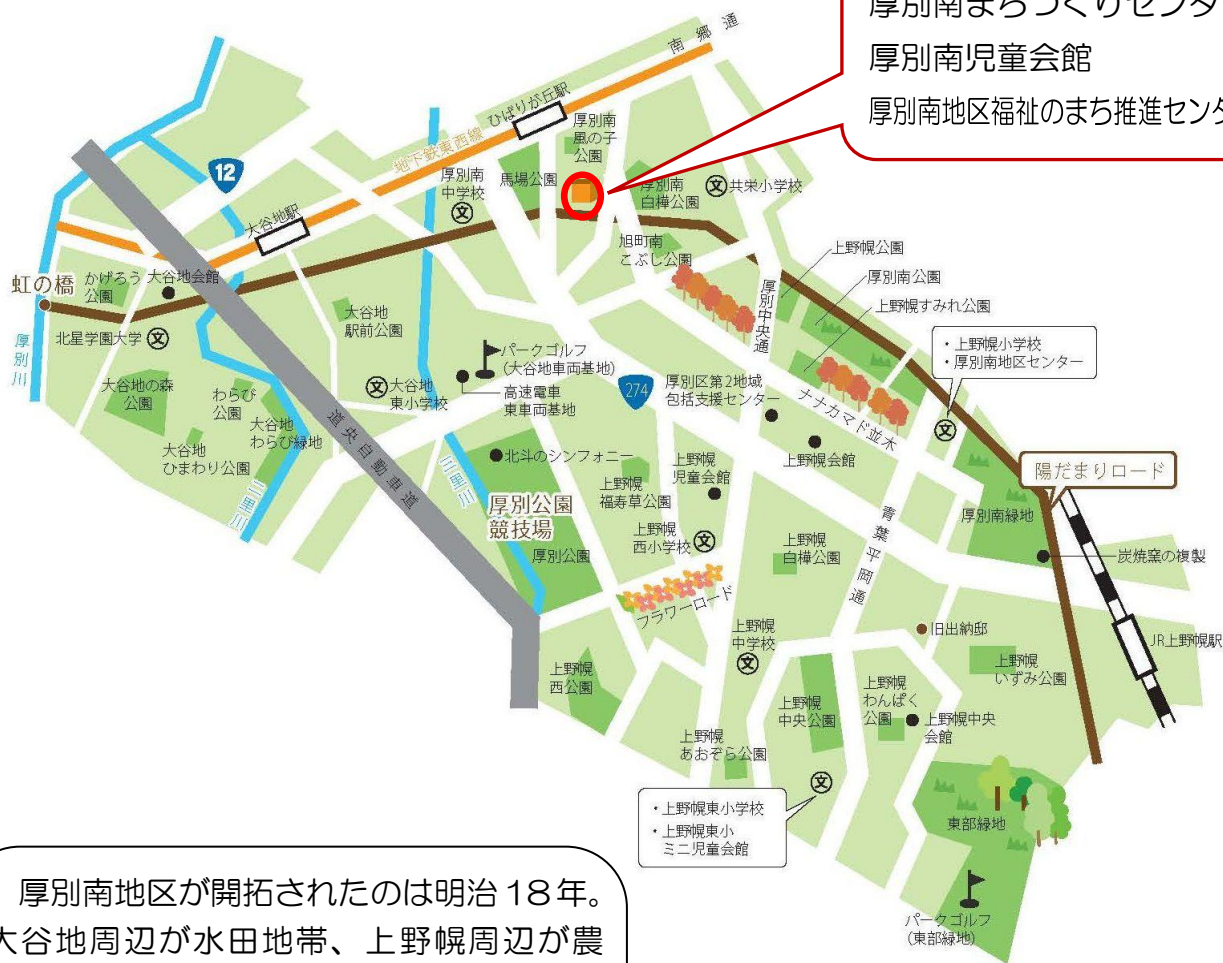 厚別南まちづくりセンタ
厚別南児童会館
厚別南地区福祉のまち推進センタ
南郷通
ひばりが丘駅
地下鉄東西線
厚別南
風の子
公園
12
厚別南
中学校
文
馬場公園
厚別南
白樺公園
文 共栄小学校
大谷地駅
旭町南
こぶし公園
上野幌公園
厚別南公園
上野幌すみれ公園
厚別中央通
虹の橋
かげろう
公園
大谷地会館
北星学園大学 文
厚別川
大谷地
駅前公園
パークゴルフ
(大谷地車両基地)
高速電車
東車両基地
文 大谷地
東小学校
274
厚別区第2地域
包括支援センター
ナナカマド並木
・上野幌小学校
・厚別南地区センター
文
大谷地の森
公園
わらび
公園
大谷地
わらび緑地
大谷地
ひまわり公園
二里川
道央自動車道
三里川
北斗のシンフォニー
厚別公園
競技場
厚別公園
上野幌
福寿草公園
上野幌
児童会館
上野幌会館
上野幌
西小学校 文
上野幌
白樺公園
青葉平岡通
陽だまりロード
厚別南緑地
炭焼窯の複製
フラワーロード
上野幌
中学校
文
旧出納邸
JR上野幌駅
上野幌
いずみ公園
上野幌
西公園
上野幌
中央公園
上野幌
わんぱく
公園
上野幌中央
会館
上野幌
あおぞら公園
文
・上野幌東小学校
・上野幌東小
ミニ児童会館
東部緑地
パークゴルフ
(東部緑地)
厚別南地区が開拓されたのは明治18年。
大谷地周辺が水田地帯、上野幌周辺が農